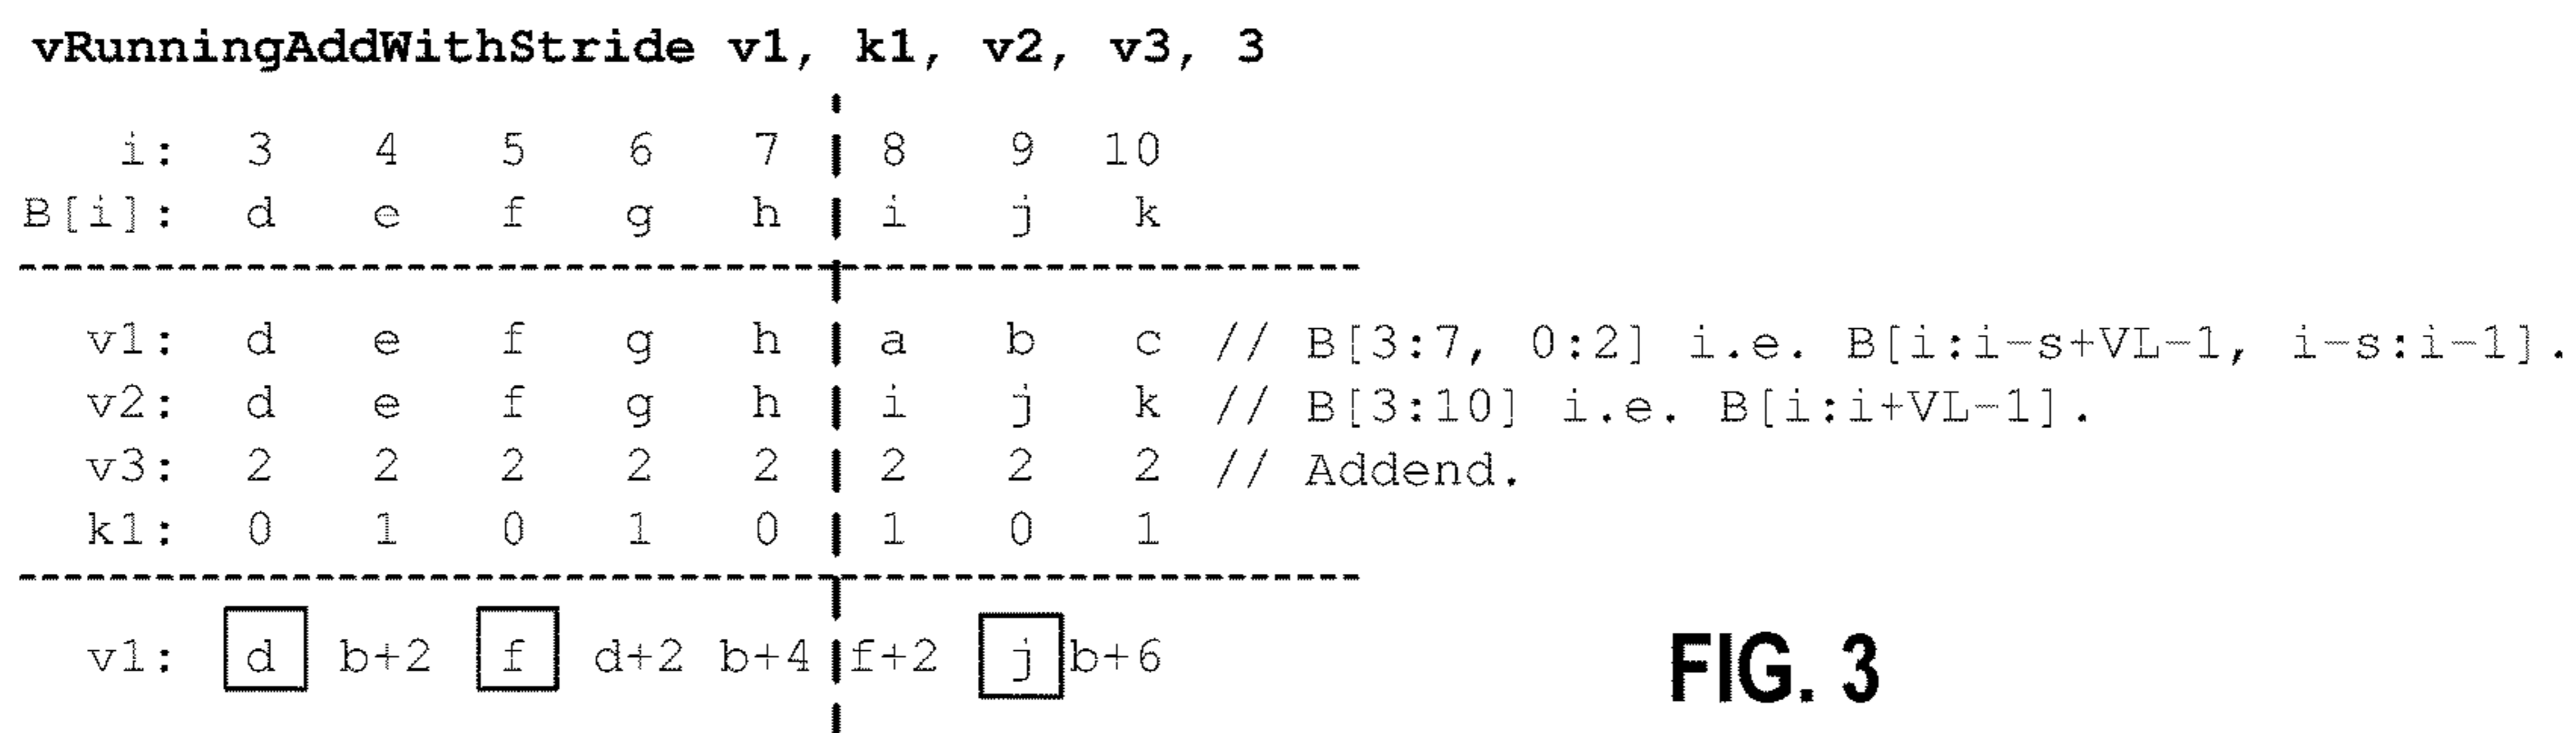 vRunningAddWithStride v1, k1, v2, v3, 3
i: 3 4 5 6 7 8 9 10
B[i]: d e f g h i j k
v1: d e f g h a b c // B[3:7, 0:2] i.e. B[i:i-s+VL-1, i-s:i-1].
v2: d e f g h i j k // B[3:10] i.e. B[i:i+VL-1].
v3: 2 2 2 2 2 2 2 2 // Addend.
k1: 0 1 0 1 0 1 0 1
v1: d b+2 f d+2 b+4 f+2 j b+6
FIG. 3